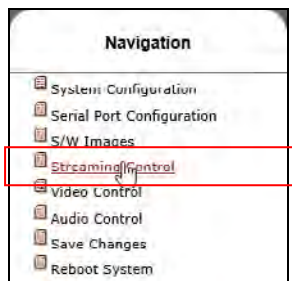 Navigation
System Configuration
Serial Port Configuration
S/W Images
Streaming Control
Video Control
Audio Control
Save Changes
Reboot System